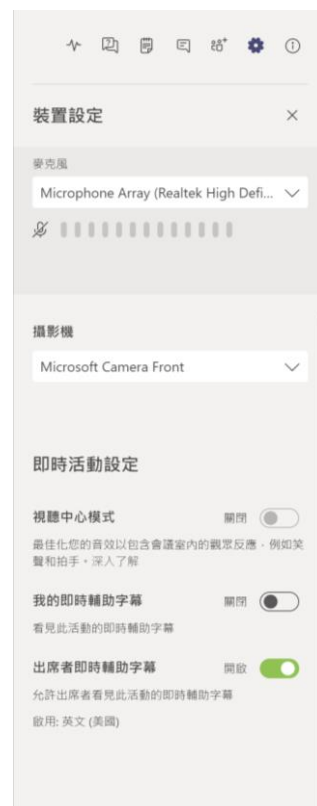 裝置設定
麥克風
Microphone Array (Realtek High Defi...
攝影機
Microsoft Camera Front
即時活動設定
視聽中心模式 關閉
最佳化您的音效以包含會議室內的觀眾反應，例如笑
聲和拍手。深入了解
我的即時輔助字幕 關閉
看見此活動的即時輔助字幕
出席者即時輔助字幕 開啟
允許出席者看見此活動的即時輔助字幕
啟用: 英文 (美國)